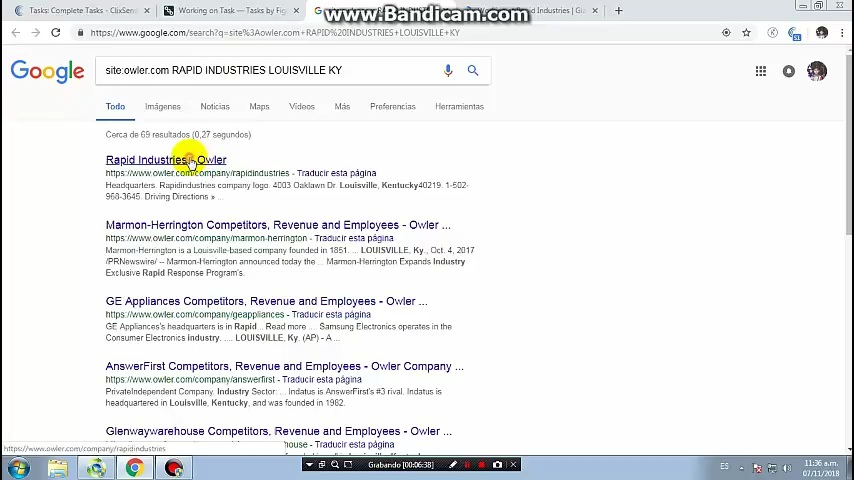 www.Bandicam.com
Tasks: Complete Tasks - ClixSens
Working on Task — Tasks by Fig
https://www.google.com/search?q=site%3Aowler.com+RAPID%20INDUSTRIES+LOUISVILLE+KY
Google
site:owler.com RAPID INDUSTRIES LOUISVILLE KY
Todo Imágenes Noticias Maps Vídeos Más Preferencias Herramientas
Cerca de 69 resultados (0,27 segundos)
Rapid Industries - Owler
https://www.owler.com/company/rapidindustries - Traducir esta página
Headquarters. Rapidindustries company logo. 4003 Oaklawn Dr. Louisville, Kentucky40219. 1-502-
968-3645. Driving Directions » ...
Marmon-Herrington Competitors, Revenue and Employees - Owler ...
https://www.owler.com/company/marmon-herrington - Traducir esta página
Marmon-Herrington is a Louisville-based company founded in 1851. ... LOUISVILLE, Ky., Oct. 4, 2017
/PRNewswire/ -- Marmon-Herrington announced today the ... Marmon-Herrington Expands Industry
Exclusive Rapid Response Program's.
GE Appliances Competitors, Revenue and Employees - Owler ...
https://www.owler.com/company/geappliances - Traducir esta página
GE Appliances's headquarters is in Rapid... Read more .... Samsung Electronics operates in the
Consumer Electronics industry. ... LOUISVILLE, Ky. (AP) - A ...
AnswerFirst Competitors, Revenue and Employees - Owler Company ...
https://www.owler.com/company/answerfirst - Traducir esta página
PrivateIndependent Company. Industry Sector: ... Indatus is AnswerFirst's #3 rival. Indatus is
headquartered in Louisville, Kentucky, and was founded in 1982.
Glenwaywarehouse Competitors, Revenue and Employees - Owler ...
house - Traducir esta página
https://www.owler.com/company/rapidindustries
Grabando [00:06:38]
ES
11:36 a.m.
07/11/2018